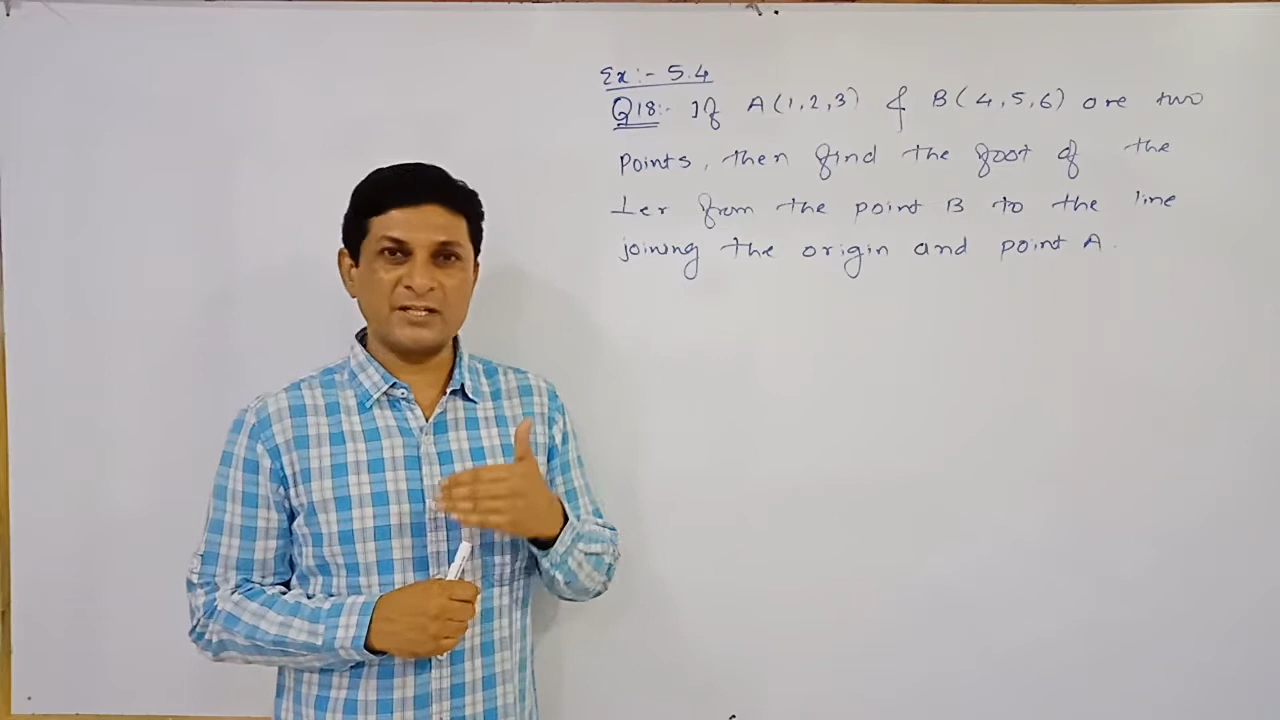 Ex:- 5.4
Q18:- If A(1,2,3) & B(4,5,6) are two
points, then find the foot of the
⊥er from the point B to the line
joining the origin and point A.